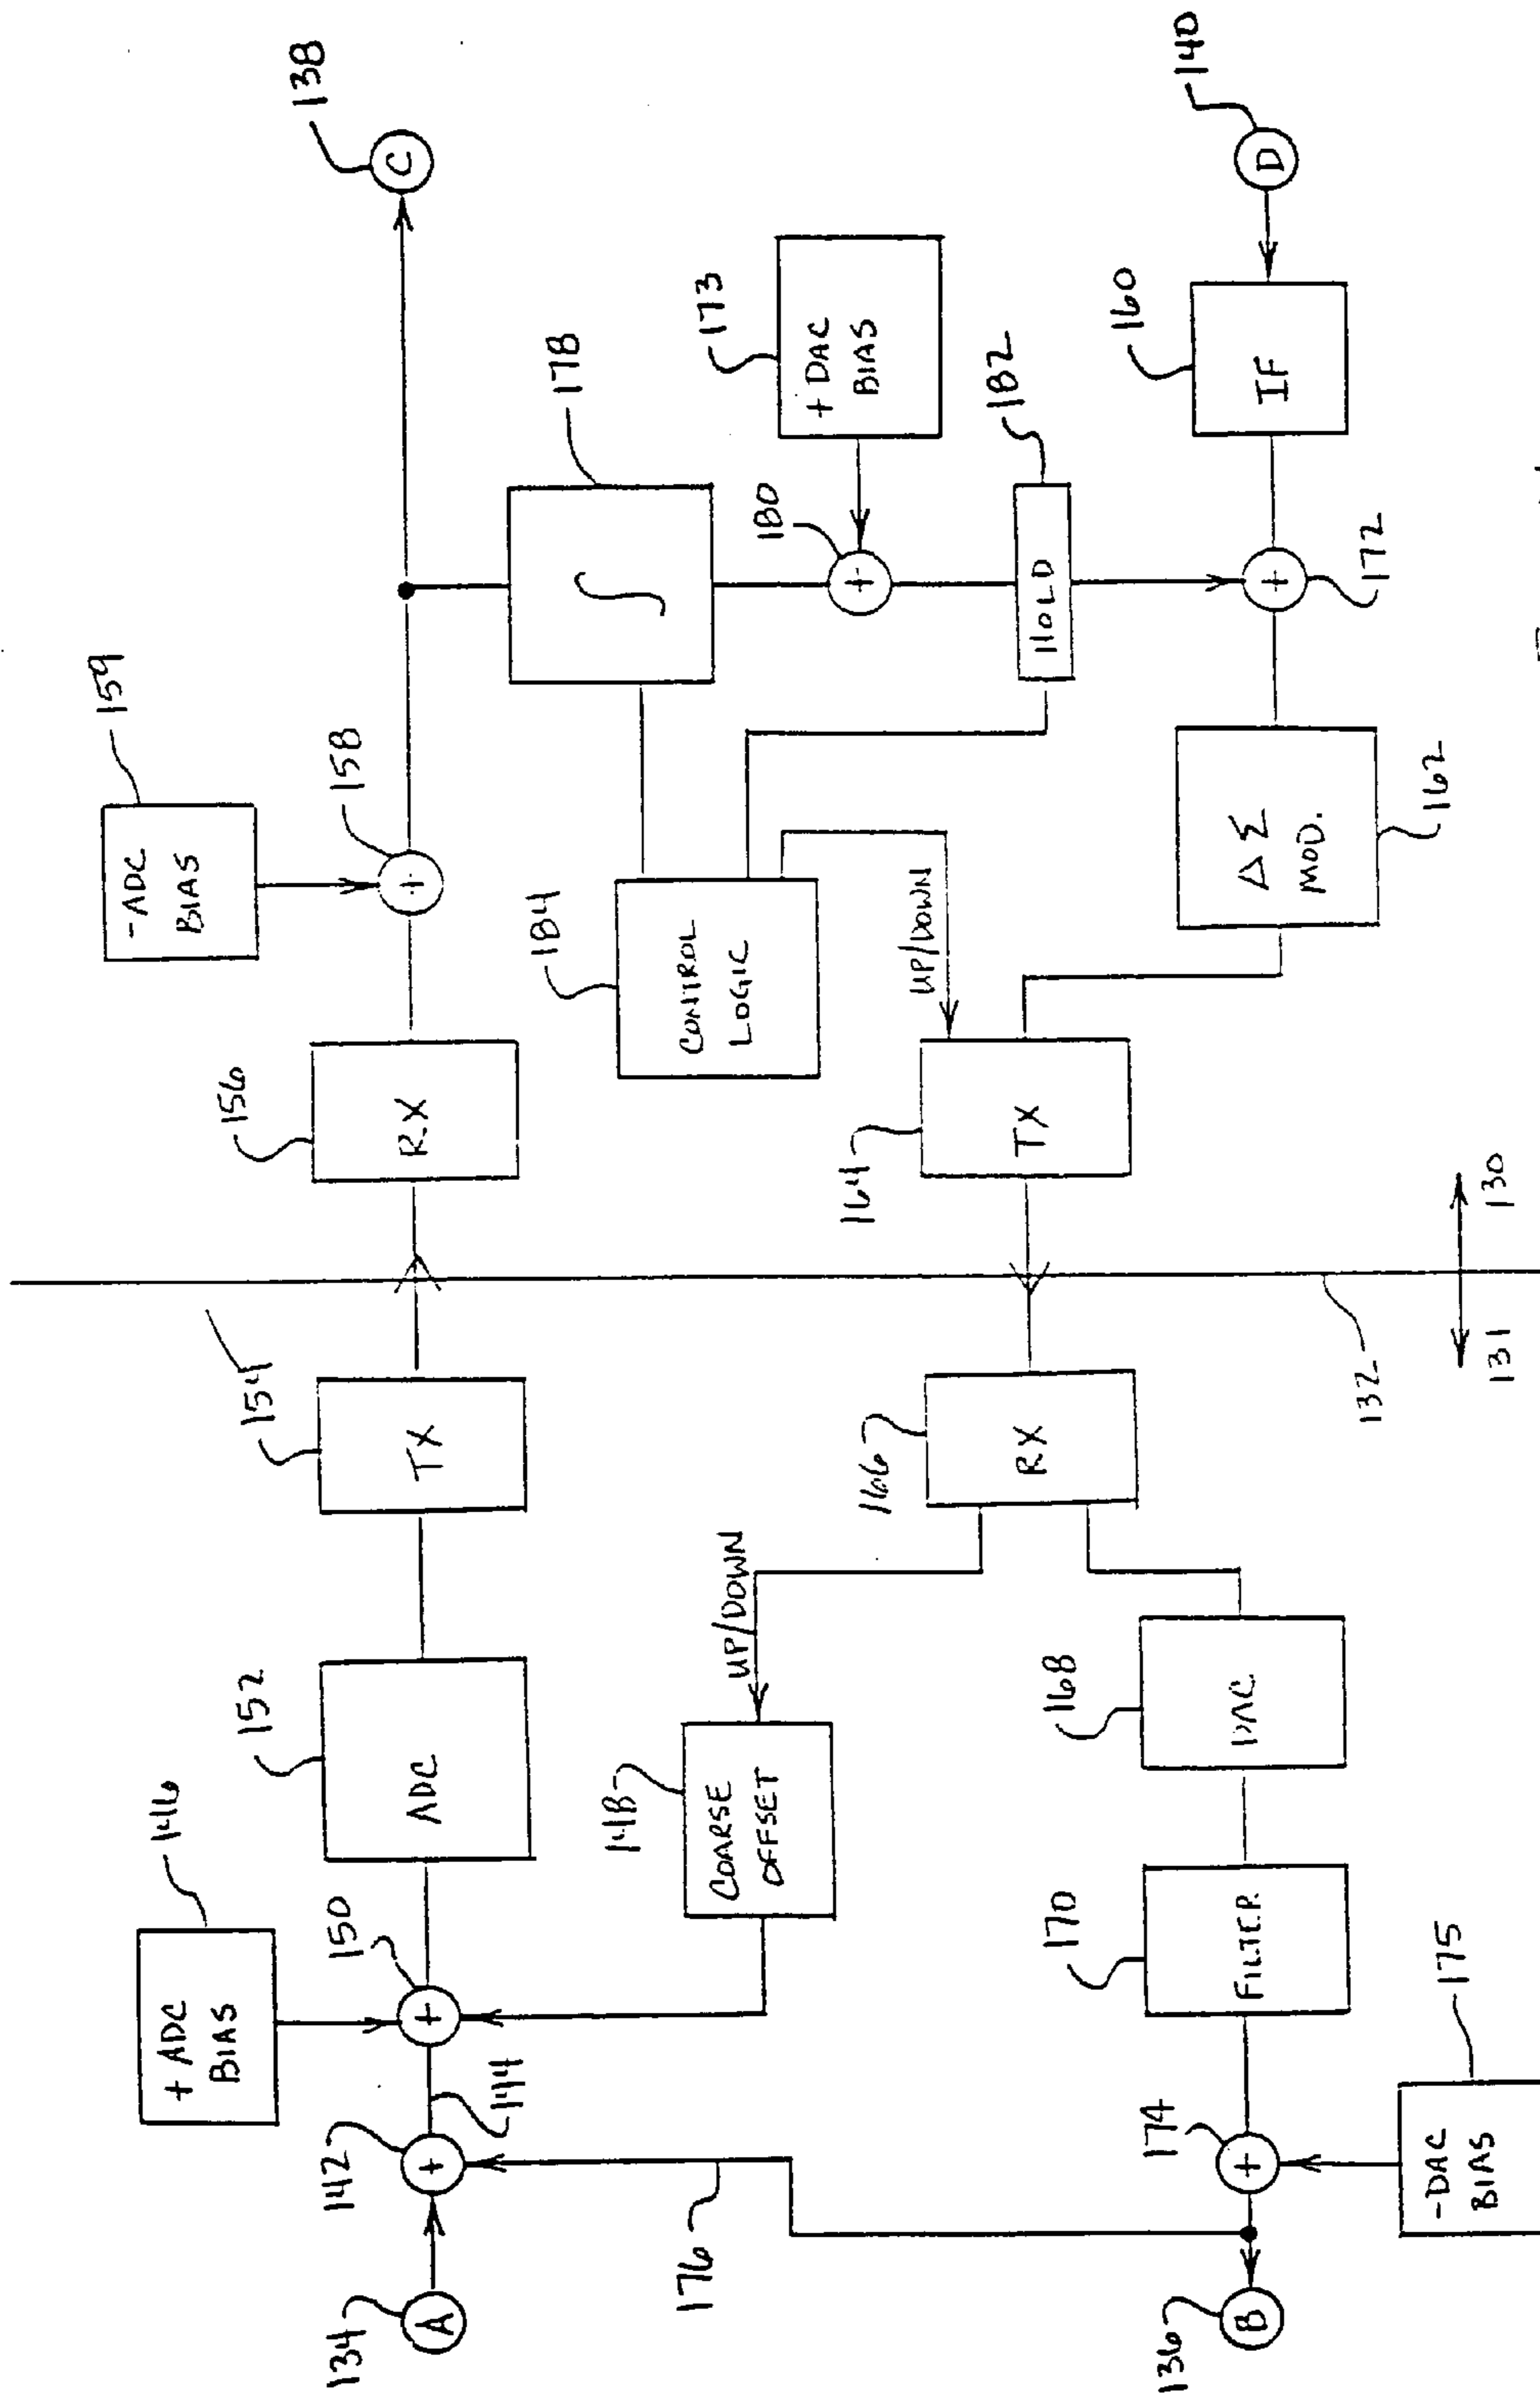 134
A
142
144
+ ADC
BIAS
146
150
ADC
152
TX
154
RX
156
158
-ADC
BIAS
159
C
138
176
COARSE
OFFSET
148
UP/DOWN
CONTROL
LOGIC
184
UP/DOWN
∫
178
+
180
+ DAC
BIAS
173
HOLD
182
136
B
174
-DAC
BIAS
175
FILTER
170
DAC
168
RX
166
TX
164
Δ Σ
MOD.
162
172
IF
160
D
140
132
131
130